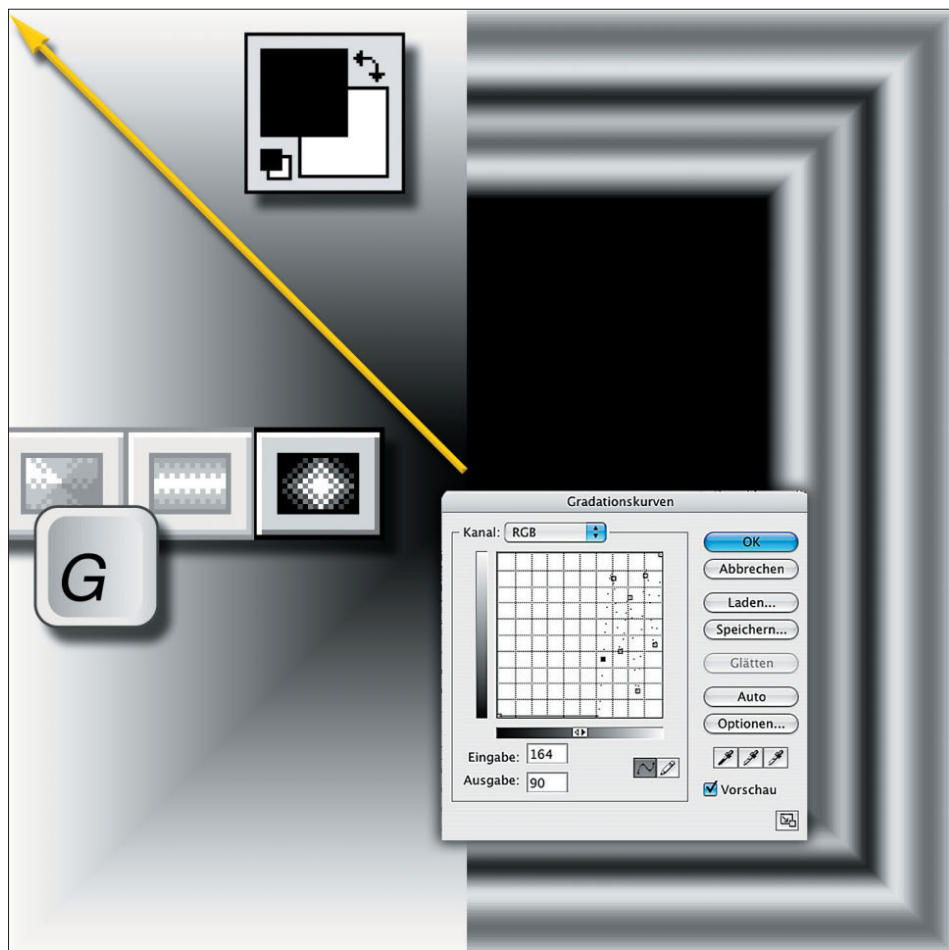 G
Gradationskurven
Kanal: RGB
OK
Abbrechen
Laden...
Speichern...
Glätten
Auto
Optionen...
Eingabe: 164
Ausgabe: 90
Vorschau